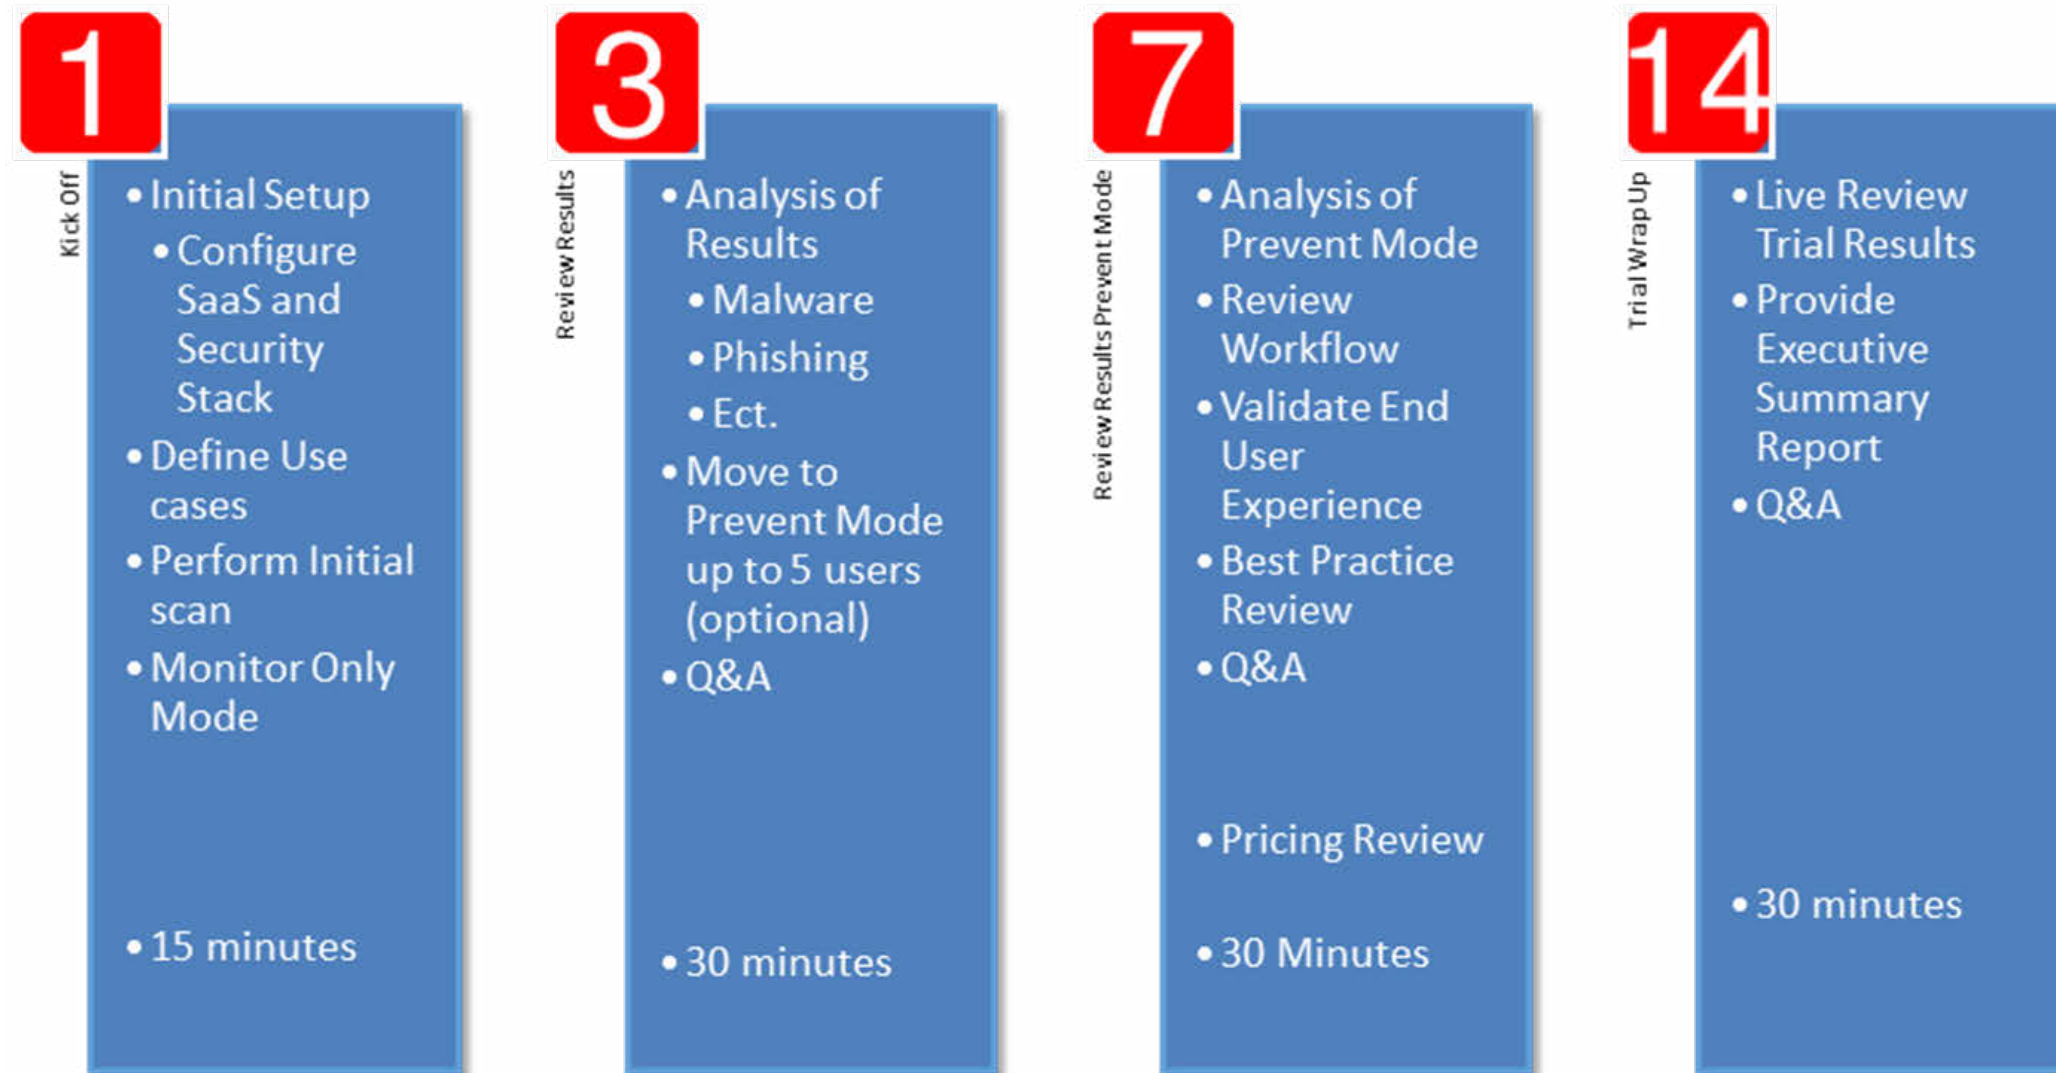 1
Kick Off
• Initial Setup
• Configure
SaaS and
Security
Stack
• Define Use
cases
• Perform Initial
scan
• Monitor Only
Mode
• 15 minutes
3
Review Results
• Analysis of
Results
• Malware
• Phishing
• Ect.
• Move to
Prevent Mode
up to 5 users
(optional)
• Q&A
• 30 minutes
7
Review Results Prevent Mode
• Analysis of
Prevent Mode
• Review
Workflow
• Validate End
User
Experience
• Best Practice
Review
• Q&A
• Pricing Review
• 30 Minutes
14
Trial Wrap Up
• Live Review
Trial Results
• Provide
Executive
Summary
Report
• Q&A
• 30 minutes